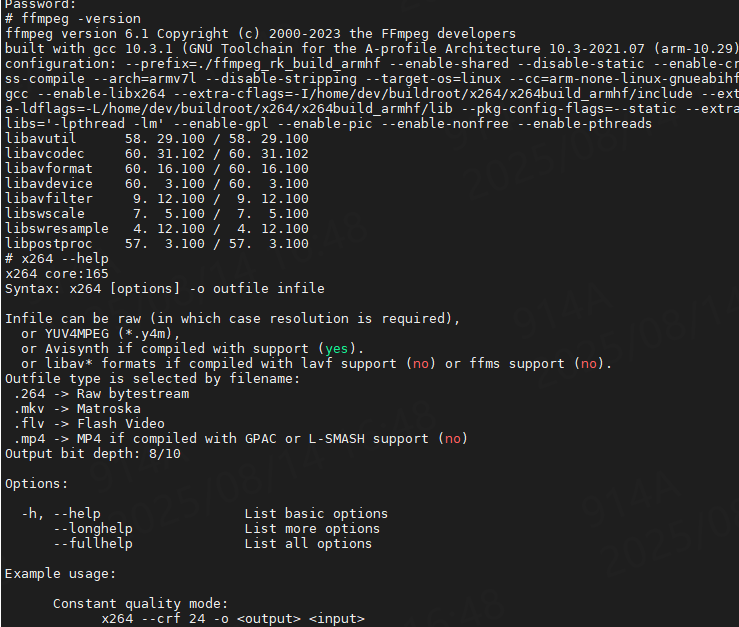 Password:
# ffmpeg -version
ffmpeg version 6.1 Copyright (c) 2000-2023 the FFmpeg developers
built with gcc 10.3.1 (GNU Toolchain for the A-profile Architecture 10.3-2021.07 (arm-10.29)
configuration: --prefix=./ffmpeg_rk_build_armhf --enable-shared --disable-static --enable-cr
ss-compile --arch=armv7l --disable-stripping --target-os=linux --cc=arm-none-linux-gnueabihf
gcc --enable-libx264 --extra-cflags=-I/home/dev/buildroot/x264/x264build_armhf/include --ext
a-ldflags=-L/home/dev/buildroot/x264/x264build_armhf/lib --pkg-config-flags=--static --extra
libs='-lpthread -lm' --enable-gpl --enable-pic --enable-nonfree --enable-pthreads
libavutil      58. 29.100 / 58. 29.100
libavcodec     60. 31.102 / 60. 31.102
libavformat    60. 16.100 / 60. 16.100
libavdevice    60.  3.100 / 60.  3.100
libavfilter     9. 12.100 /  9. 12.100
libswscale      7.  5.100 /  7.  5.100
libswresample   4. 12.100 /  4. 12.100
libpostproc    57.  3.100 / 57.  3.100
# x264 --help
x264 core:165
Syntax: x264 [options] -o outfile infile
Infile can be raw (in which case resolution is required),
  or YUV4MPEG (*.y4m),
  or Avisynth if compiled with support (yes).
  or libav* formats if compiled with lavf support (no) or ffms support (no).
Outfile type is selected by filename:
 .264 -> Raw bytestream
 .mkv -> Matroska
 .flv -> Flash Video
 .mp4 -> MP4 if compiled with GPAC or L-SMASH support (no)
Output bit depth: 8/10
Options:
  -h, --help                  List basic options
      --longhelp              List more options
      --fullhelp              List all options
Example usage:
      Constant quality mode:
            x264 --crf 24 -o <output> <input>